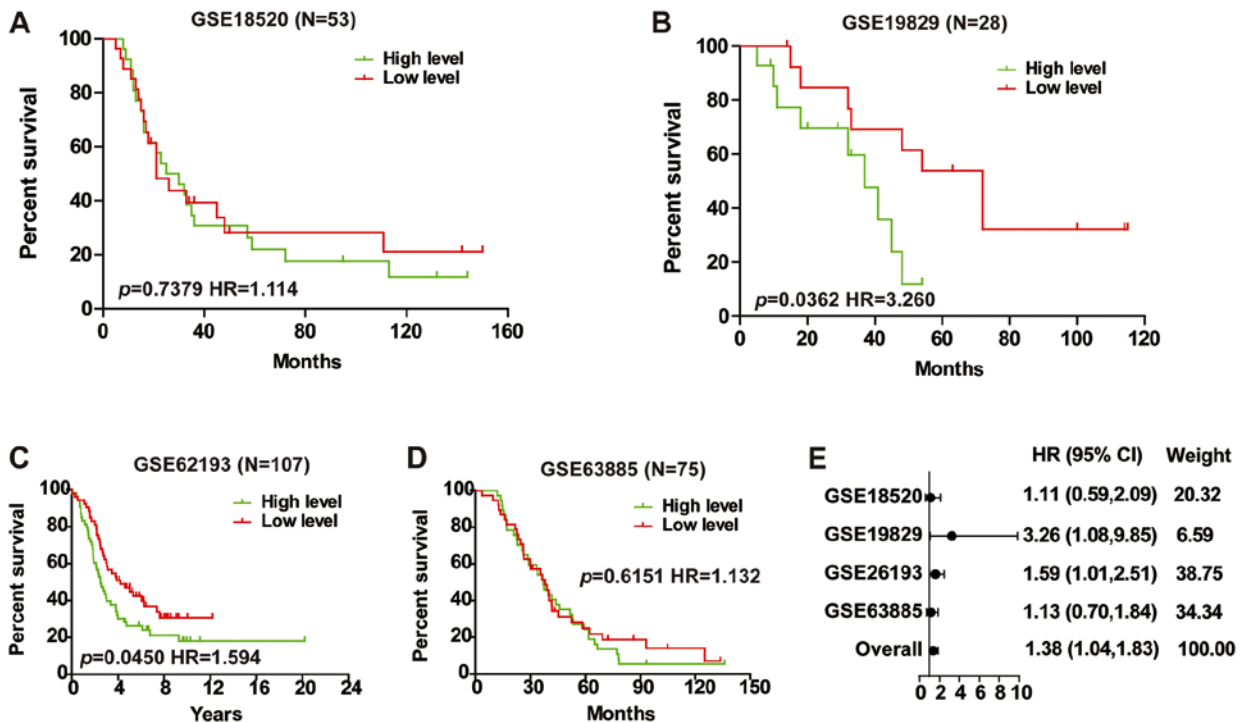 A
GSE18520 (N=53)
High level
Low level
Percent survival
100
80
60
40
20
0
p=0.7379 HR=1.114
0 40 80 120 160
Months
B
GSE19829 (N=28)
High level
Low level
Percent survival
100
80
60
40
20
0
p=0.0362 HR=3.260
0 20 40 60 80 100 120
Months
C
GSE62193 (N=107)
High level
Low level
Percent survival
100
80
60
40
20
0
p=0.0450 HR=1.594
0 4 8 12 16 20 24
Years
D
GSE63885 (N=75)
High level
Low level
Percent survival
100
80
60
40
20
0
p=0.6151 HR=1.132
0 30 60 90 120 150
Months
E
HR (95% CI) Weight
GSE18520 1.11 (0.59,2.09) 20.32
GSE19829 3.26 (1.08,9.85) 6.59
GSE26193 1.59 (1.01,2.51) 38.75
GSE63885 1.13 (0.70,1.84) 34.34
Overall 1.38 (1.04,1.83) 100.00
0 2 4 6 8 10